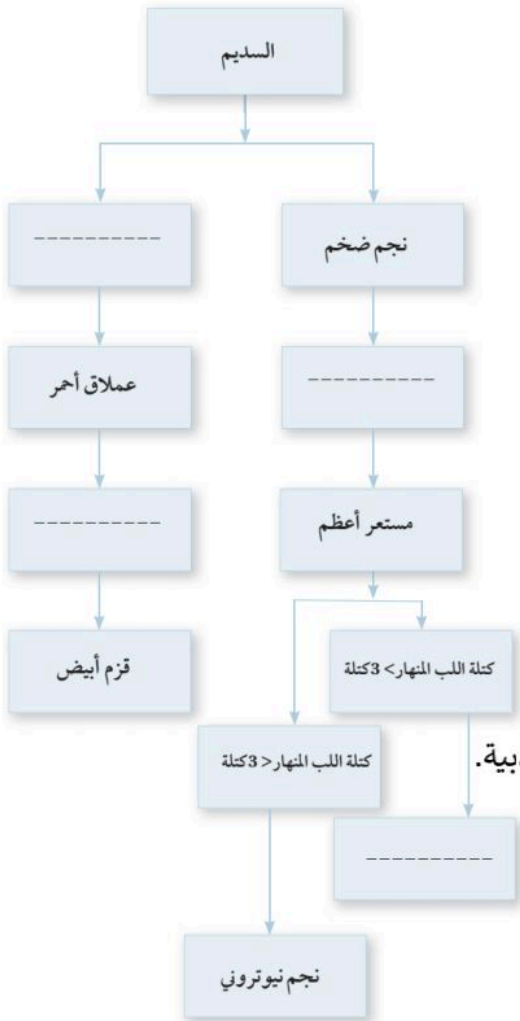 السديم
----------
نجم ضخم
عملاق أحمر
----------
----------
مستعر أعظم
قزم أبيض
كتلة اللب المنهار> 3كتلة
كتلة اللب المنهار< 3كتلة
بية.
----------
نجم نيوتروني